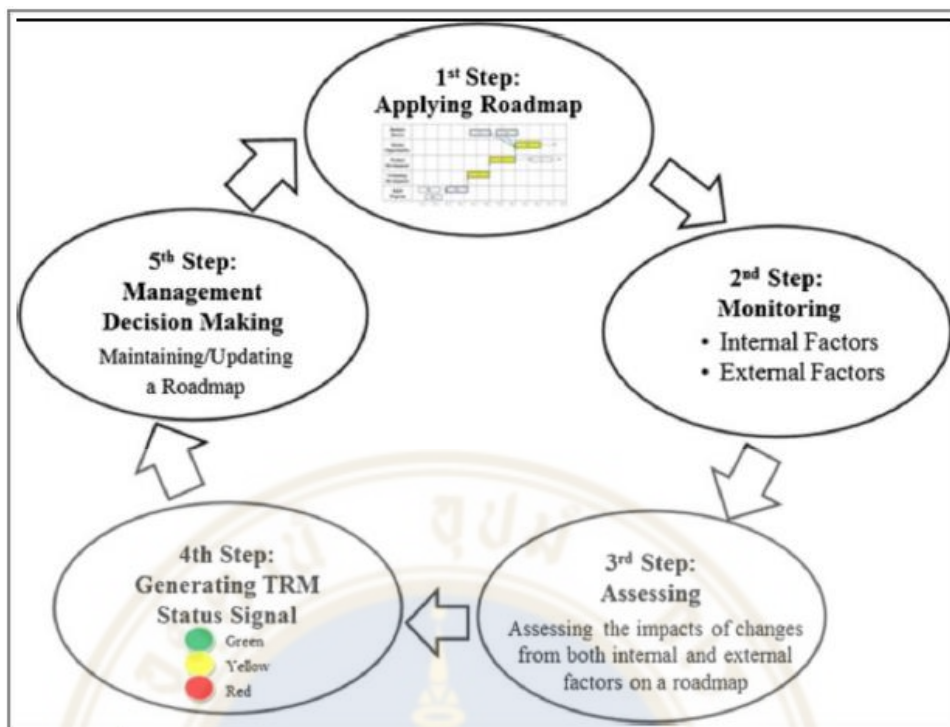 1st Step:
Applying Roadmap
2nd Step:
Monitoring
• Internal Factors
• External Factors
3rd Step:
Assessing
Assessing the impacts of changes
from both internal and external
factors on a roadmap
4th Step:
Generating TRM
Status Signal
Green
Yellow
Red
5th Step:
Management
Decision Making
Maintaining/Updating
a Roadmap